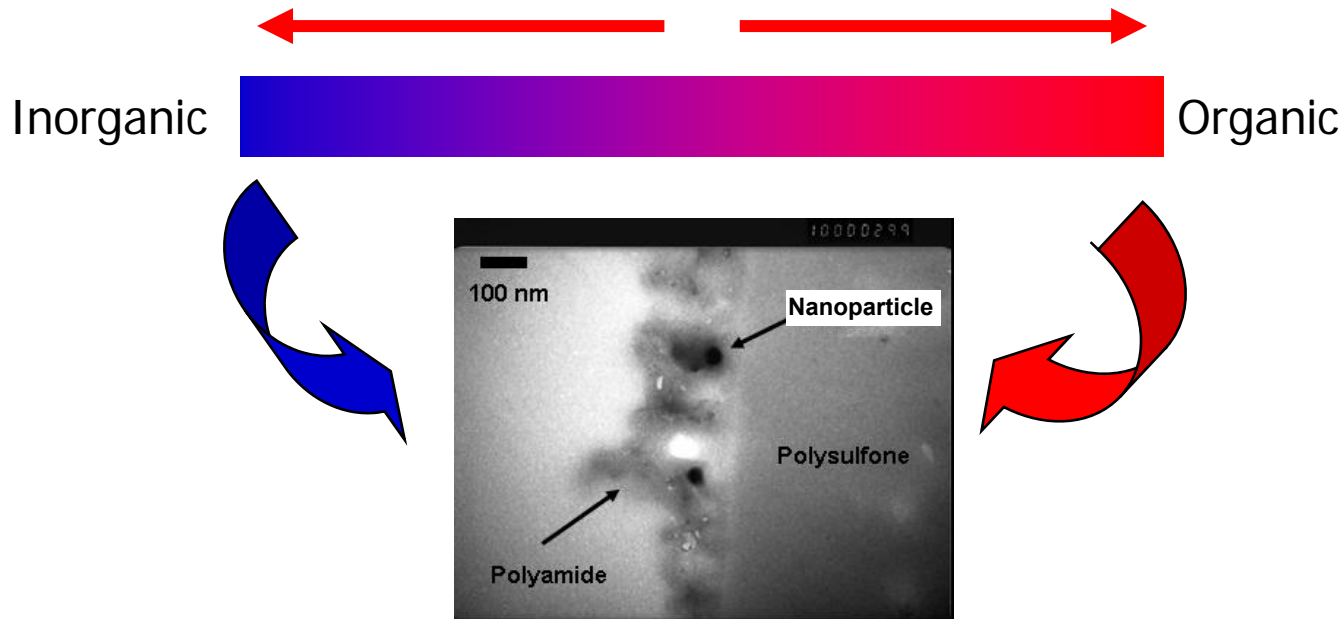 Inorganic
Organic
10000299
100 nm
Nanoparticle
Polysulfone
Polyamide